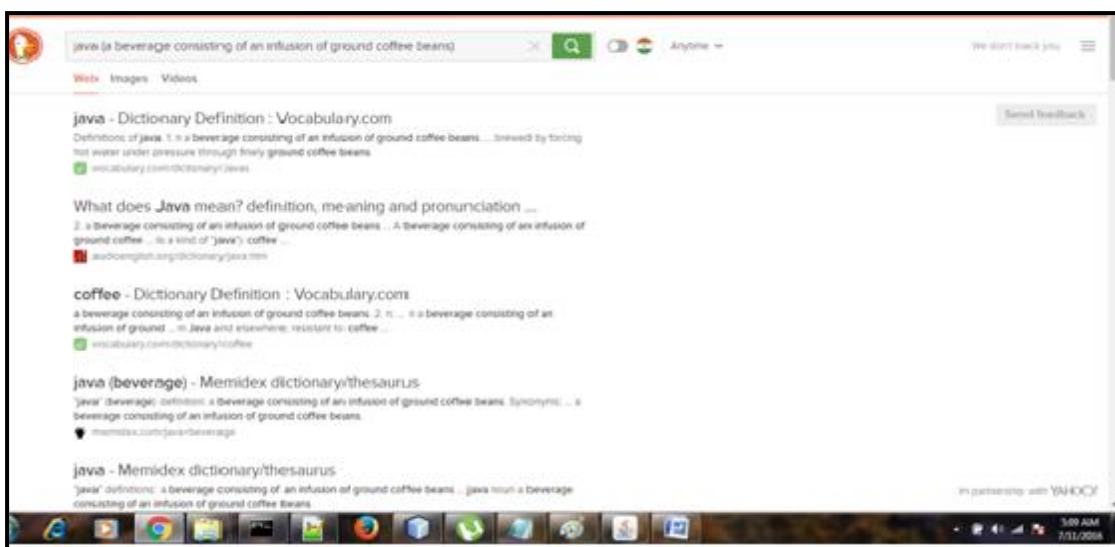 java (a beverage consisting of an infusion of ground coffee beans)
Anytime
We don't track you
Web Images Videos
Send feedback
java - Dictionary Definition : Vocabulary.com
Definitions of java: 1. n a beverage consisting of an infusion of ground coffee beans ... brewed by forcing
hot water under pressure through finely ground coffee beans
vocabulary.com/dictionary/Javas
What does Java mean? definition, meaning and pronunciation ...
2. a beverage consisting of an infusion of ground coffee beans ... A beverage consisting of an infusion of
ground coffee ... is a kind of "java"): coffee ...
audioenglish.org/dictionary/java.htm
coffee - Dictionary Definition : Vocabulary.com
a beverage consisting of an infusion of ground coffee beans. 2. n: ... n a beverage consisting of an
infusion of ground ... in Java and elsewhere; resistant to: coffee ...
vocabulary.com/dictionary/coffee
java (beverage) - Memidex dictionary/thesaurus
'java' (beverage) definition: a beverage consisting of an infusion of ground coffee beans. Synonyms: ... a
beverage consisting of an infusion of ground coffee beans.
memidex.com/java+beverage
java - Memidex dictionary/thesaurus
'java' definitions: a beverage consisting of an infusion of ground coffee beans ... java noun a beverage
consisting of an infusion of ground coffee beans
in partnership with YAHOO!
5:09 AM
7/31/2016